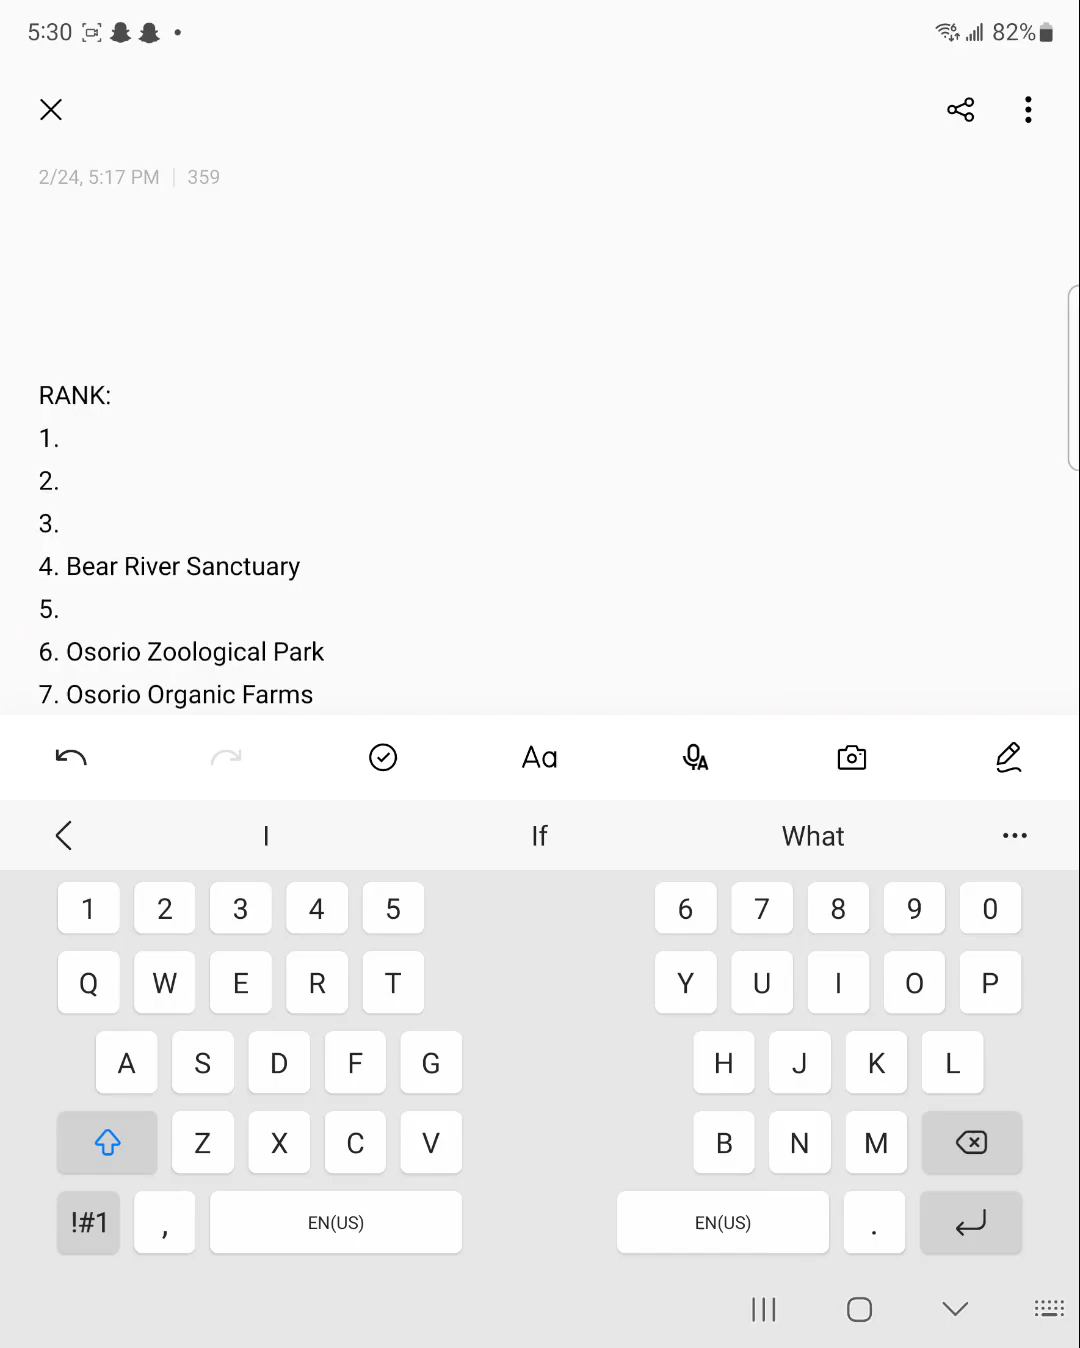 5:30 82%
2/24, 5:17 PM 359
RANK:
1.
2.
3.
4. Bear River Sanctuary
5.
6. Osorio Zoological Park
7. Osorio Organic Farms
Aa
I If What
1 2 3 4 5 6 7 8 9 0
Q W E R T Y U I O P
A S D F G H J K L
Z X C V B N M
!#1 , EN(US) EN(US) .